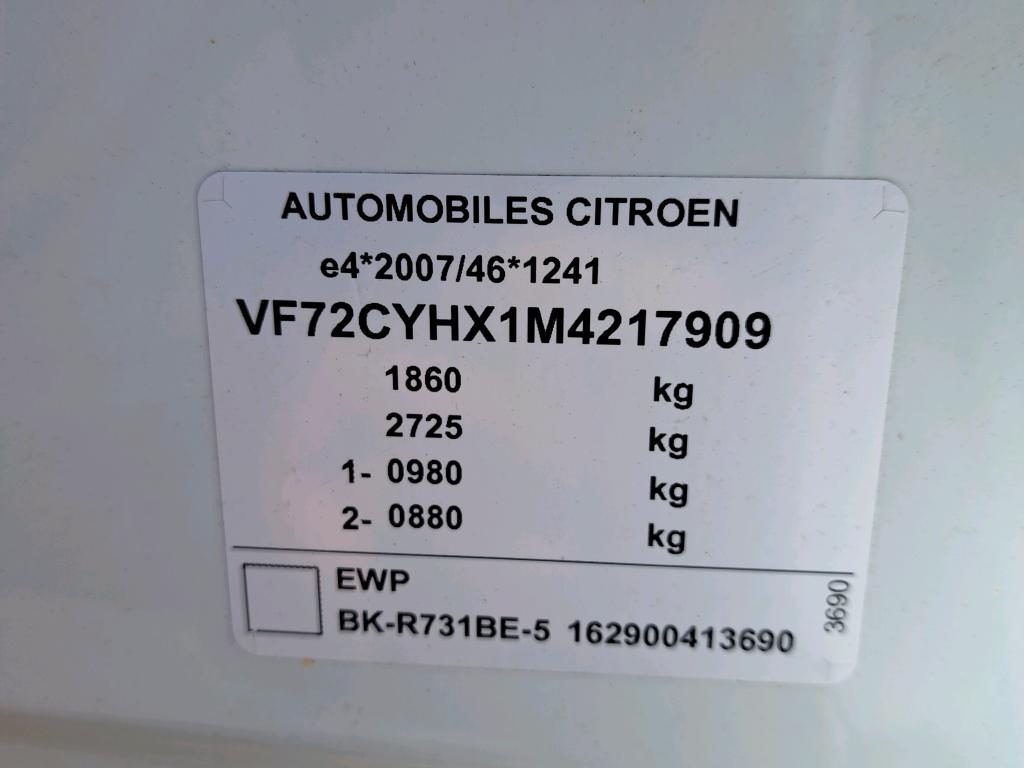 AUTOMOBILES CITROEN
e4*2007/46*1241
VF72CYHX1M4217909
1860 kg
2725 kg
1- 0980 kg
2- 0880 kg
EWP
BK-R731BE-5 162900413690
3690